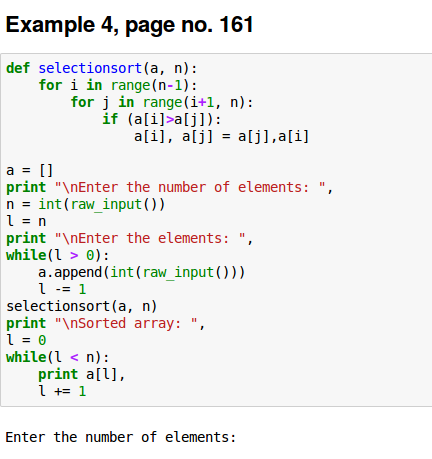 Example 4, page no. 161
def selectionsort(a, n):
    for i in range(n-1):
        for j in range(i+1, n):
            if (a[i]>a[j]):
                a[i], a[j] = a[j],a[i]

a = []
print "\nEnter the number of elements: ",
n = int(raw_input())
l = n
print "\nEnter the elements: ",
while(l > 0):
    a.append(int(raw_input()))
    l -= 1
selectionsort(a, n)
print "\nSorted array: ",
l = 0
while(l < n):
    print a[l],
    l += 1

Enter the number of elements: